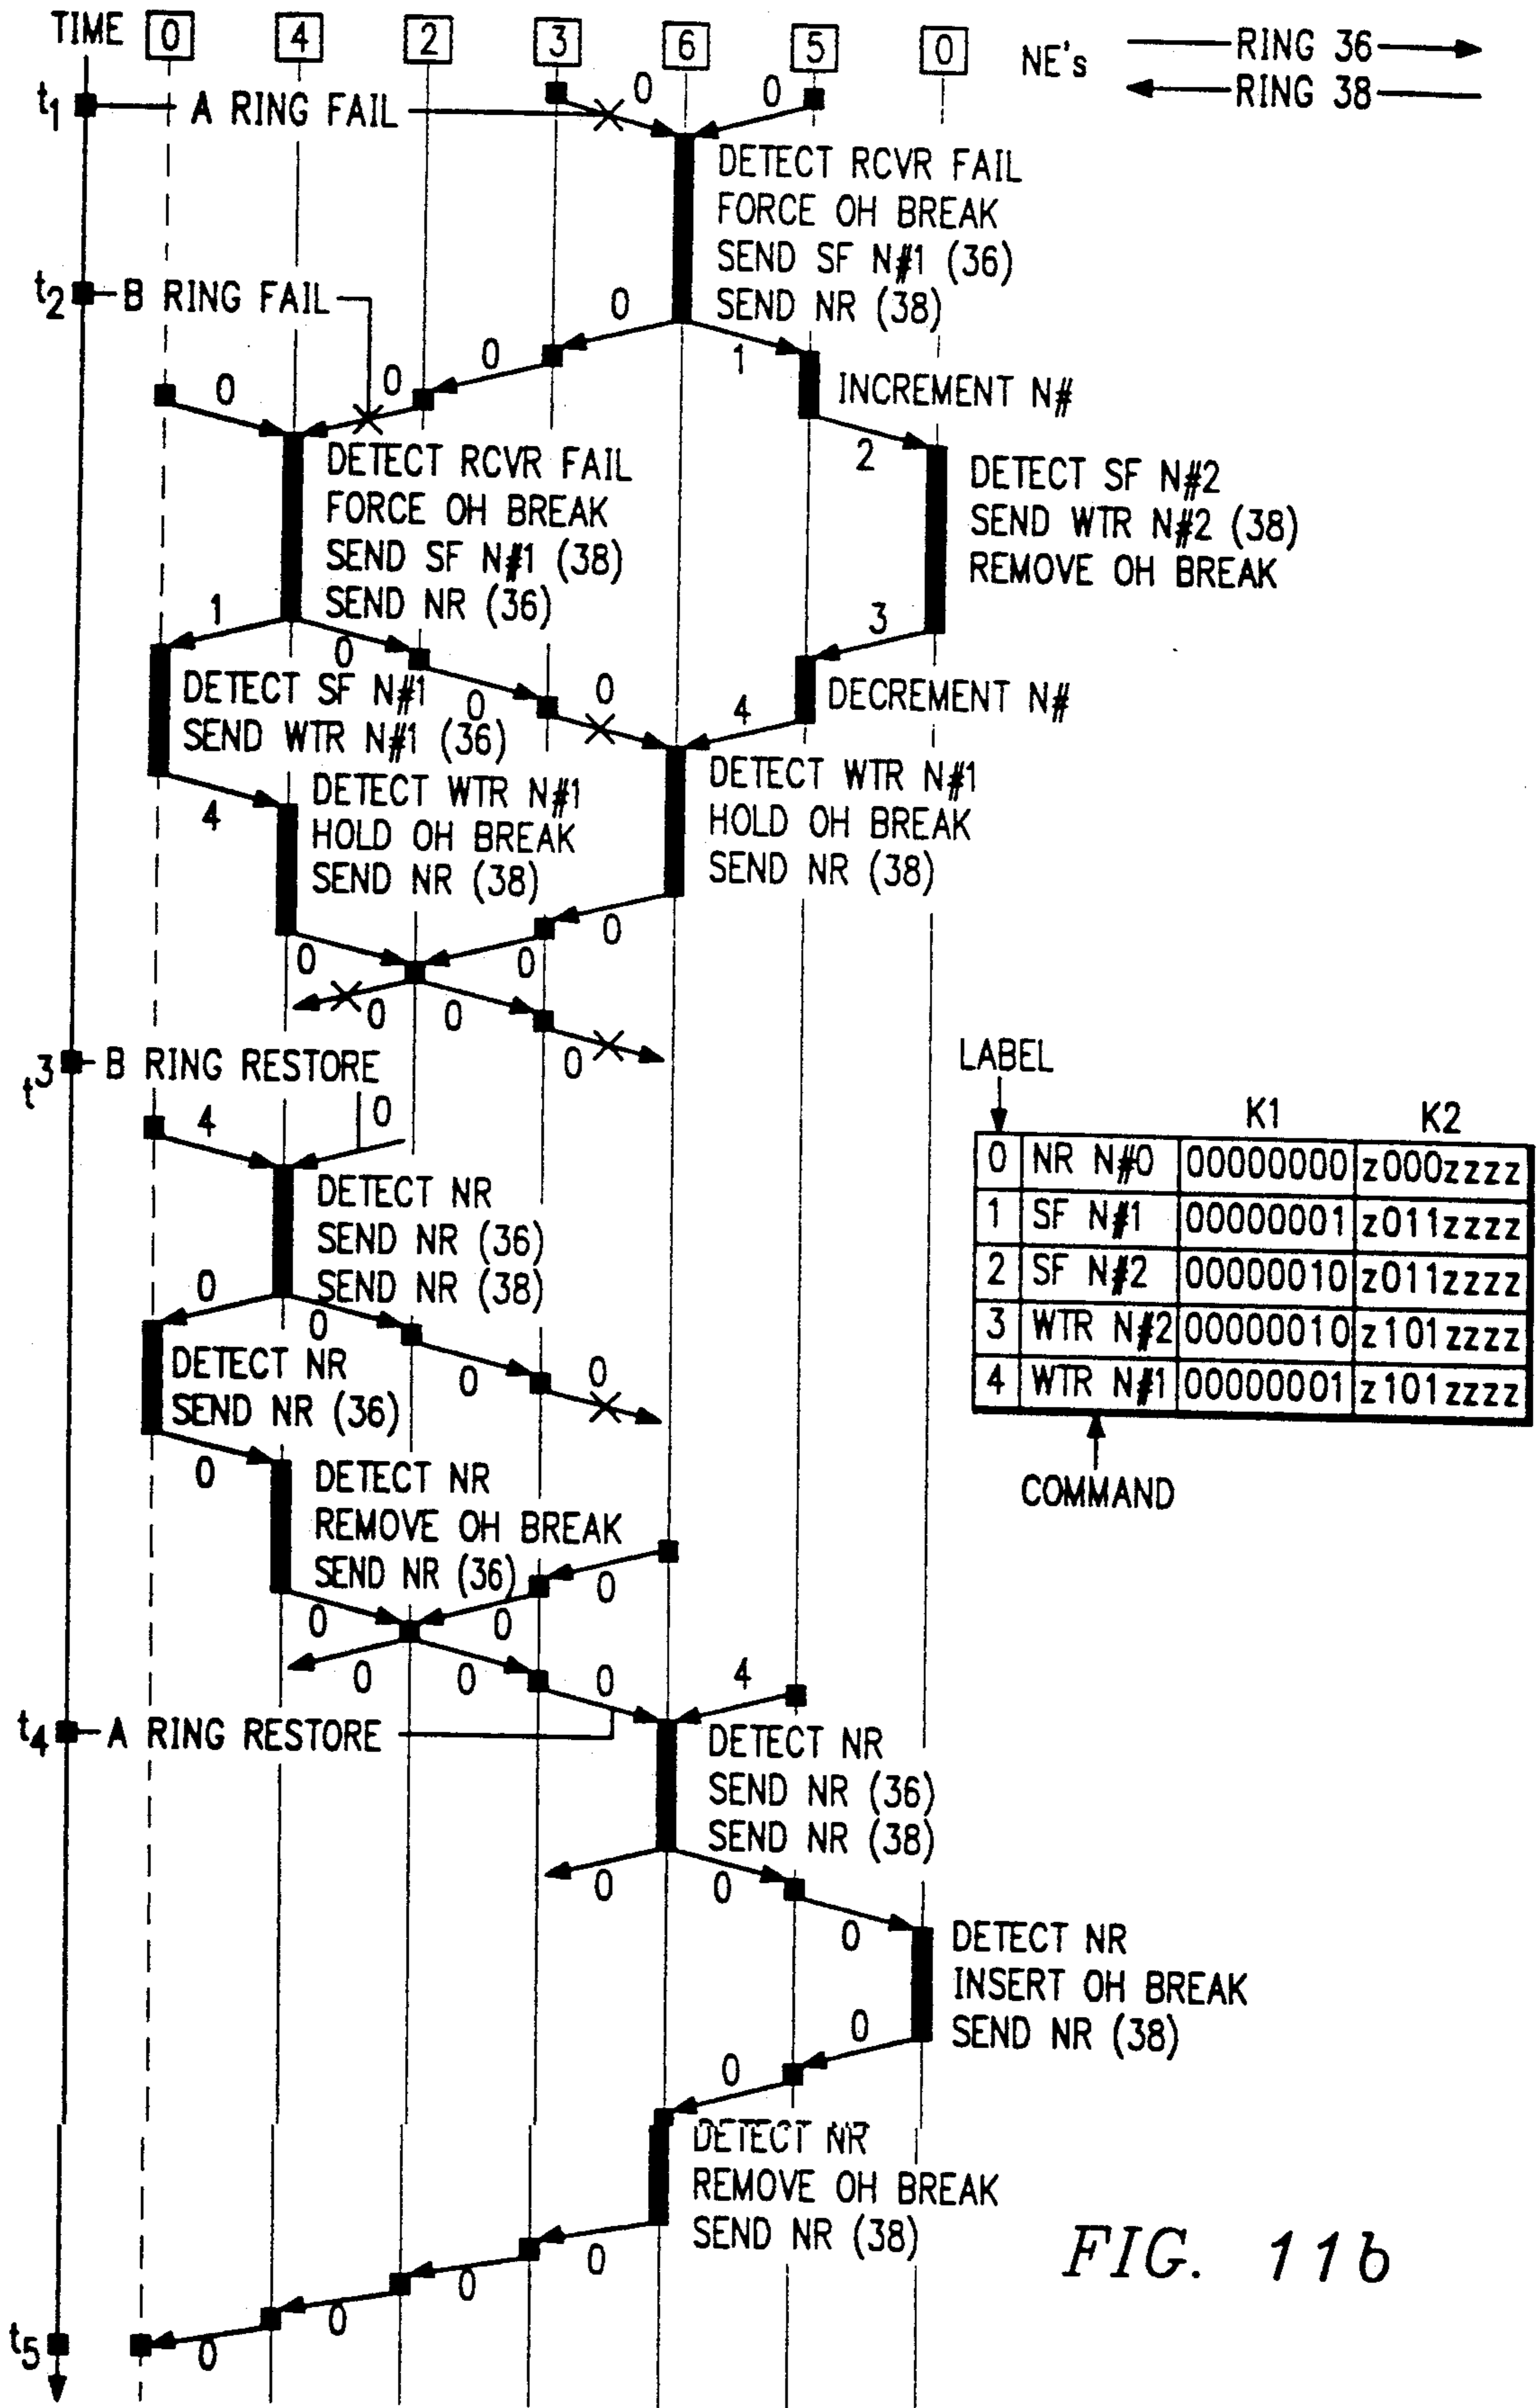 TIME 0 4 2 3 6 5 0 NE's RING 36
RING 38
t1 A RING FAIL 0 0
DETECT RCVR FAIL
FORCE OH BREAK
SEND SF N#1 (36)
SEND NR (38)
t2 B RING FAIL
0
0
1
0
0
INCREMENT N#
2
DETECT RCVR FAIL
FORCE OH BREAK
SEND SF N#1 (38)
SEND NR (36)
DETECT SF N#2
SEND WTR N#2 (38)
REMOVE OH BREAK
1
0
3
DETECT SF N#1
SEND WTR N#1 (36)
0
0
4
DECREMENT N#
4
DETECT WTR N#1
HOLD OH BREAK
SEND NR (38)
DETECT WTR N#1
HOLD OH BREAK
SEND NR (38)
0
0
0
0
0
0
t3 B RING RESTORE
4
0
DETECT NR
SEND NR (36)
SEND NR (38)
0
0
DETECT NR
SEND NR (36)
0
0
0
DETECT NR
REMOVE OH BREAK
SEND NR (36)
0
0
0
0
0
0
4
t4 A RING RESTORE
DETECT NR
SEND NR (36)
SEND NR (38)
0
0
0
DETECT NR
INSERT OH BREAK
SEND NR (38)
0
0
DETECT NR
REMOVE OH BREAK
SEND NR (38)
0
0
0
t5
0
LABEL
K1 K2
0 NR N#0 00000000 z000zzzz
1 SF N#1 00000001 z011zzzz
2 SF N#2 00000010 z011zzzz
3 WTR N#2 00000010 z101zzzz
4 WTR N#1 00000001 z101zzzz
COMMAND
FIG. 11b